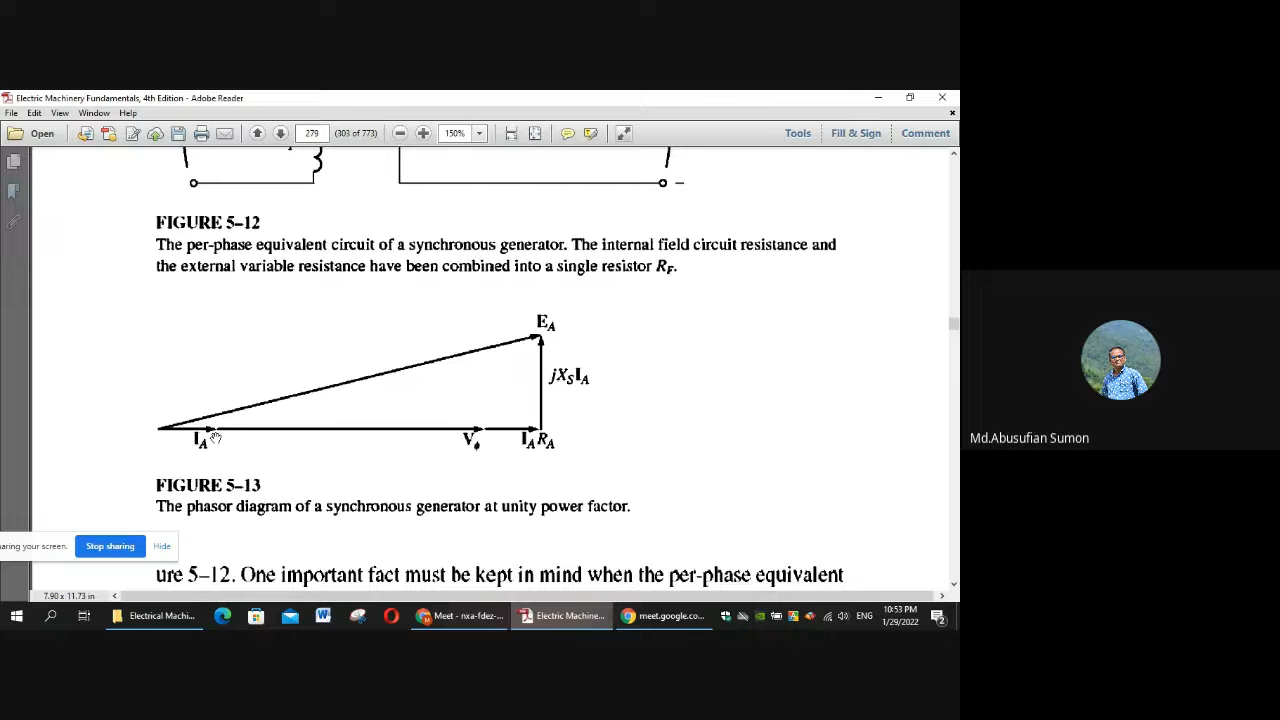 Electric Machinery Fundamentals, 4th Edition - Adobe Reader
File Edit View Window Help
Open 279 (303 of 773) 150% Tools Fill & Sign Comment
FIGURE 5–12
The per-phase equivalent circuit of a synchronous generator. The internal field circuit resistance and
the external variable resistance have been combined into a single resistor RF.
EA
jXSIA
IA Vϕ IARA
FIGURE 5–13
The phasor diagram of a synchronous generator at unity power factor.
Md.Abusufian Sumon
haring your screen. Stop sharing Hide
ure 5–12. One important fact must be kept in mind when the per-phase equivalent
7.90 x 11.73 in
Electrical Machi... Meet - nxa-fdez-... Electric Machine... meet.google.co... ENG 10:53 PM
1/29/2022 2